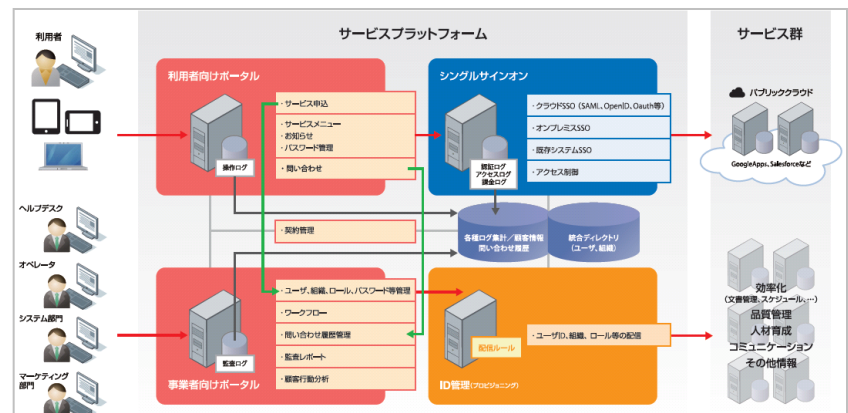 利用者
サービスプラットフォーム
サービス群
利用者向けポータル
・サービス申込
・サービスメニュー
・お知らせ
・パスワード管理
・問い合わせ
操作ログ
シングルサインオン
・クラウドSSO（SAML、OpenID、Oauth等）
・オンプレミスSSO
・既存システムSSO
・アクセス制御
認証ログ
アクセスログ
課金ログ
パブリッククラウド
GoogleApps、Salesforceなど
ヘルプデスク
オペレータ
システム部門
マーケティング
部門
・契約管理
各種ログ集計／顧客情報
問い合わせ履歴
統合ディレクトリ
（ユーザ、組織）
・ユーザ、組織、ロール、パスワード等管理
・ワークフロー
・問い合わせ履歴管理
・監査レポート
・顧客行動分析
監査ログ
事業者向けポータル
配信ルール
・ユーザID、組織、ロール等の配信
ID管理（プロビジョニング）
効率化
（文書管理、スケジュール、…）
品質管理
人材育成
コミュニケーション
その他情報